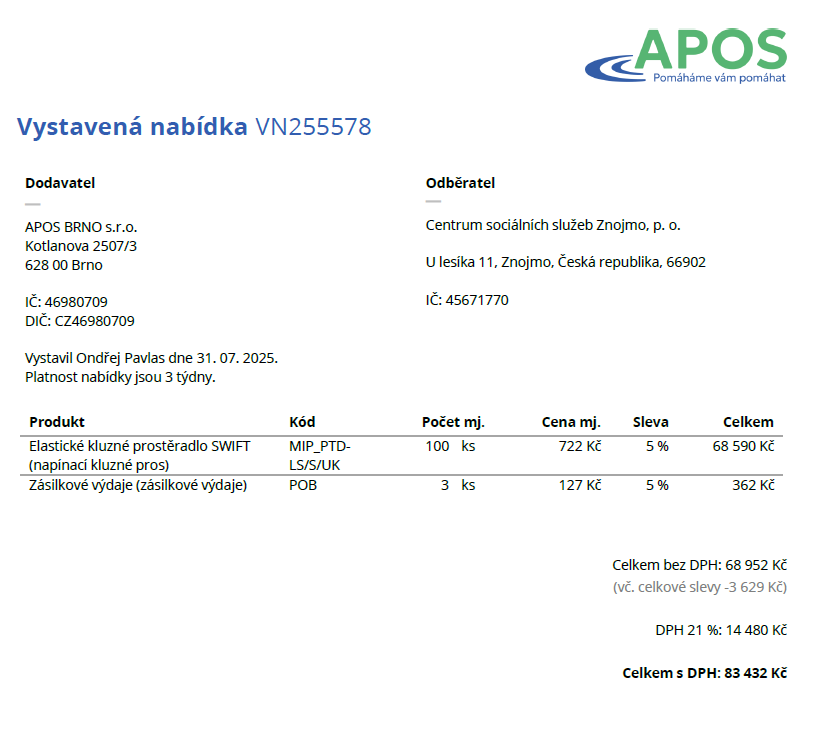 APOS
Pomáháme vám pomáhat
Vystavená nabídka VN255578
Dodavatel
APOS BRNO s.r.o.
Kotlanova 2507/3
628 00 Brno
IČ: 46980709
DIČ: CZ46980709
Vystavil Ondřej Pavlas dne 31. 07. 2025.
Platnost nabídky jsou 3 týdny.
Odběratel
Centrum sociálních služeb Znojmo, p. o.
U lesíka 11, Znojmo, Česká republika, 66902
IČ: 45671770
Produkt Kód Počet mj. Cena mj. Sleva Celkem
Elastické kluzné prostěradlo SWIFT MIP_PTD- 100 ks 722 Kč 5 % 68 590 Kč
(napínací kluzné pros) LS/S/UK
Zásilkové výdaje (zásilkové výdaje) POB 3 ks 127 Kč 5 % 362 Kč
Celkem bez DPH: 68 952 Kč
(vč. celkové slevy -3 629 Kč)
DPH 21 %: 14 480 Kč
Celkem s DPH: 83 432 Kč